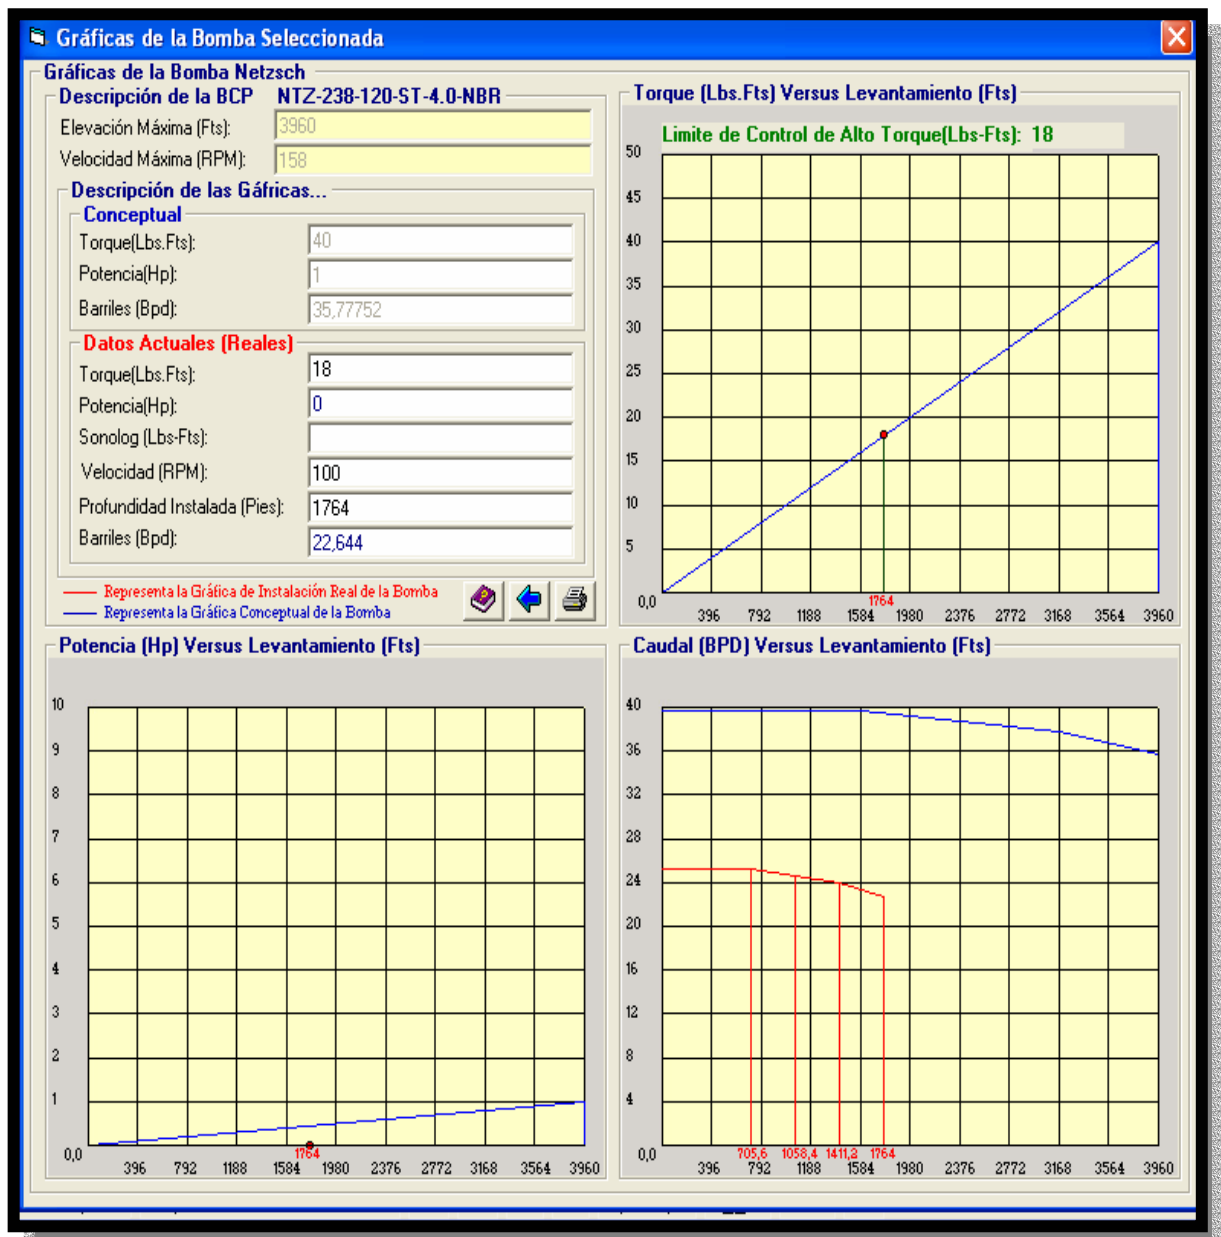 Gráficas de la Bomba Seleccionada
Gráficas de la Bomba Netzsch
Descripción de la BCP NTZ-238-120-ST-4.0-NBR
Elevación Máxima (Fts): 3960
Velocidad Máxima (RPM): 158
Descripción de las Gáfricas...
Conceptual
Torque(Lbs.Fts): 40
Potencia(Hp): 1
Barriles (Bpd): 35,77752
Datos Actuales (Reales)
Torque(Lbs.Fts): 18
Potencia(Hp): 0
Sonolog (Lbs-Fts):
Velocidad (RPM): 100
Profundidad Instalada (Pies): 1764
Barriles (Bpd): 22,644
Representa la Gráfica de Instalación Real de la Bomba
Representa la Gráfica Conceptual de la Bomba
Torque (Lbs.Fts) Versus Levantamiento (Fts)
Limite de Control de Alto Torque(Lbs-Fts): 18
50
45
40
35
30
25
20
15
10
5
0,0
1764
396 792 1188 1584 1980 2376 2772 3168 3564 3960
Potencia (Hp) Versus Levantamiento (Fts)
10
9
8
7
6
5
4
3
2
1
0,0
1764
396 792 1188 1584 1980 2376 2772 3168 3564 3960
Caudal (BPD) Versus Levantamiento (Fts)
40
36
32
28
24
20
16
12
8
4
0,0
705,6 1058,4 1411,2 1764
396 792 1188 1584 1980 2376 2772 3168 3564 3960